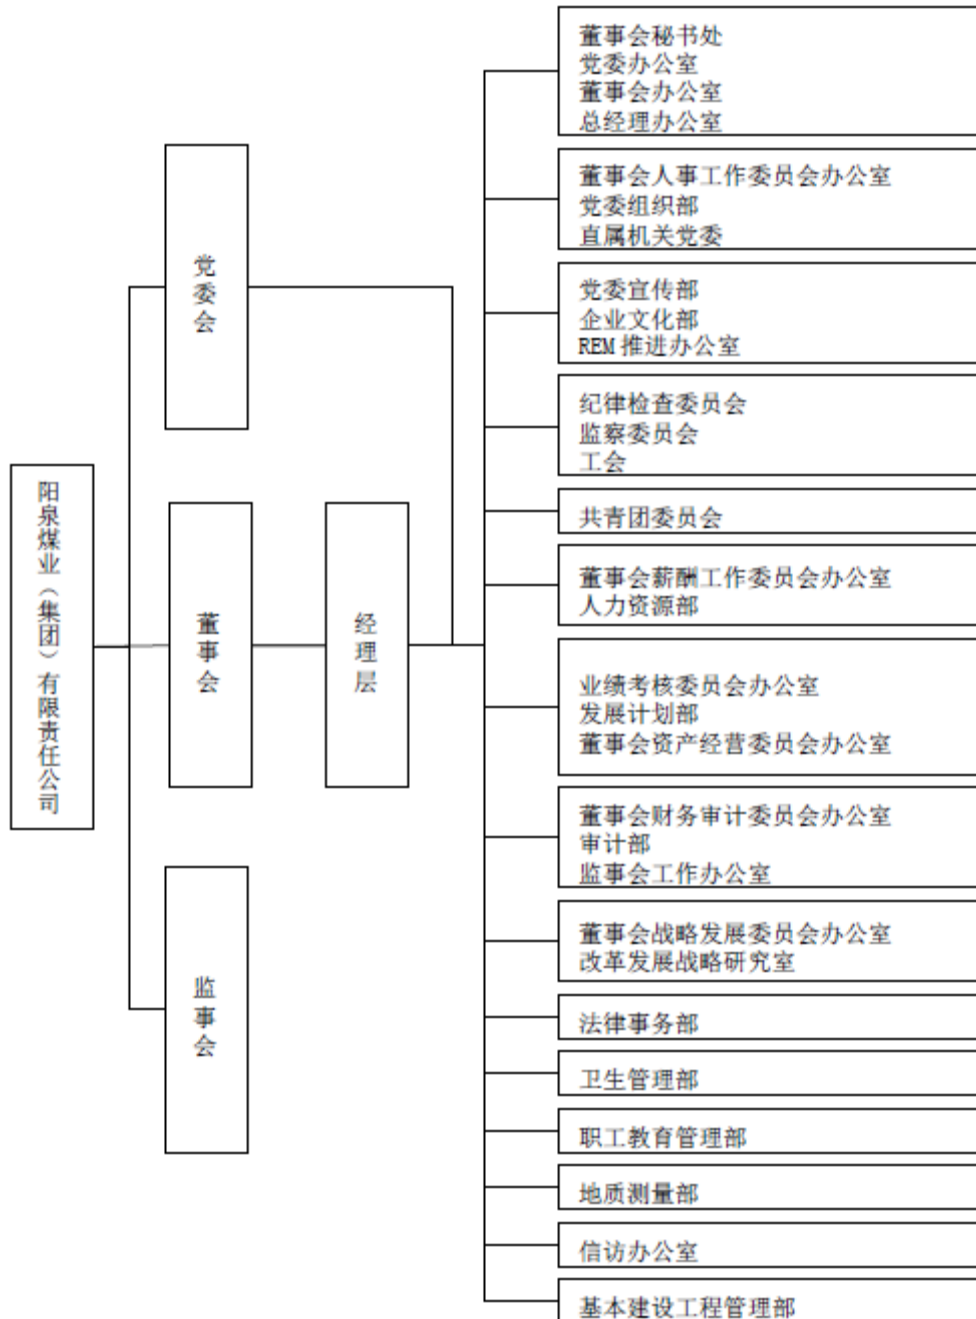 阳泉煤业（集团）有限责任公司
党委会
董事会
监事会
经理层
董事会秘书处
党委办公室
董事会办公室
总经理办公室
董事会人事工作委员会办公室
党委组织部
直属机关党委
党委宣传部
企业文化部
REM 推进办公室
纪律检查委员会
监察委员会
工会
共青团委员会
董事会薪酬工作委员会办公室
人力资源部
业绩考核委员会办公室
发展计划部
董事会资产经营委员会办公室
董事会财务审计委员会办公室
审计部
监事会工作办公室
董事会战略发展委员会办公室
改革发展战略研究室
法律事务部
卫生管理部
职工教育管理部
地质测量部
信访办公室
基本建设工程管理部